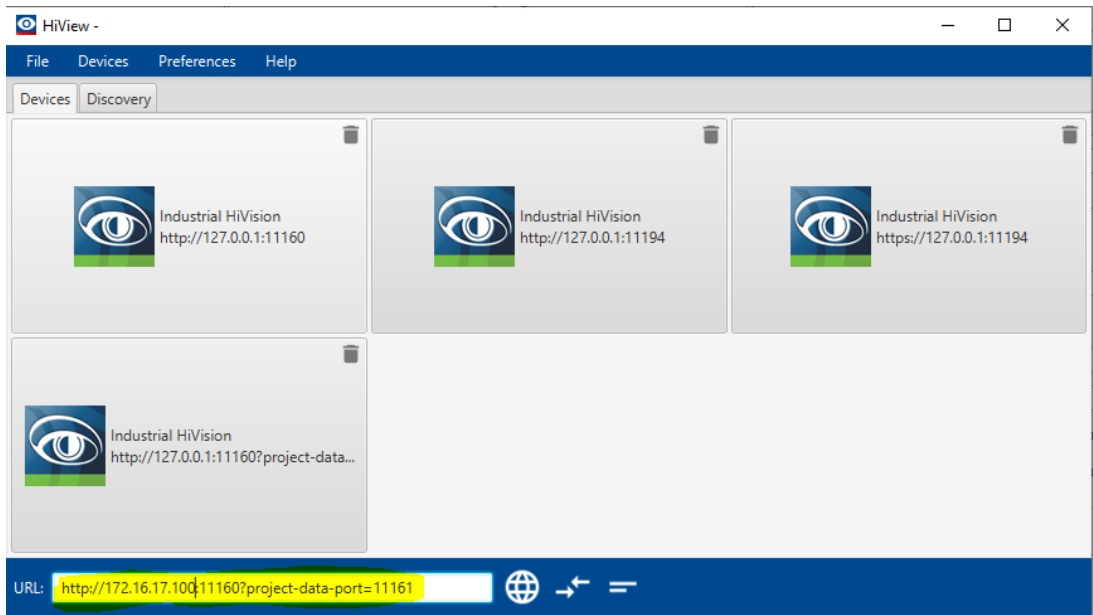 HiView -
File Devices Preferences Help
Devices Discovery
Industrial HiVision
http://127.0.0.1:11160
Industrial HiVision
http://127.0.0.1:11194
Industrial HiVision
https://127.0.0.1:11194
Industrial HiVision
http://127.0.0.1:11160?project-data...
URL: http://172.16.17.100:11160?project-data-port=11161